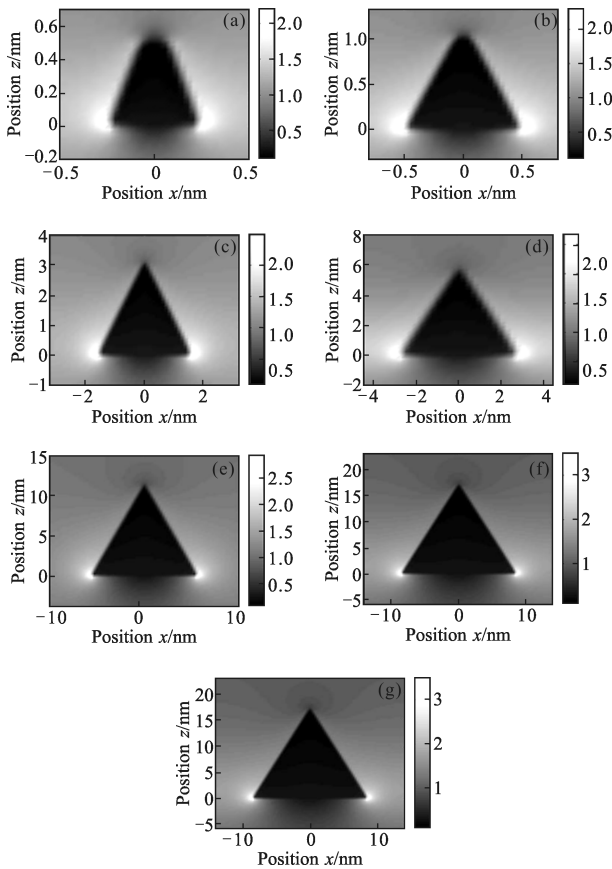 0.6 (a) 2.0
0.4 1.5
0.2 1.0
0 0.5
−0.2
−0.5 0 0.5
Position x/nm
Position z/nm
1.0 (b) 2.0
0.5 1.5
0 1.0
0.5
−0.5 0 0.5
Position x/nm
Position z/nm
4 (c)
3 2.0
2 1.5
1 1.0
0 0.5
−1
−2 0 2
Position x/nm
Position z/nm
8 (d)
6 2.0
4 1.5
2 1.0
0 0.5
−2
−4 −2 0 2 4
Position x/nm
Position z/nm
15 (e) 2.5
10 2.0
5 1.5
0 1.0
0.5
−10 0 10
Position x/nm
Position z/nm
20 (f) 3
15
10 2
5
0 1
−5
−10 0 10
Position x/nm
Position z/nm
20 (g) 3
15
10 2
5
0 1
−5
−10 0 10
Position x/nm
Position z/nm